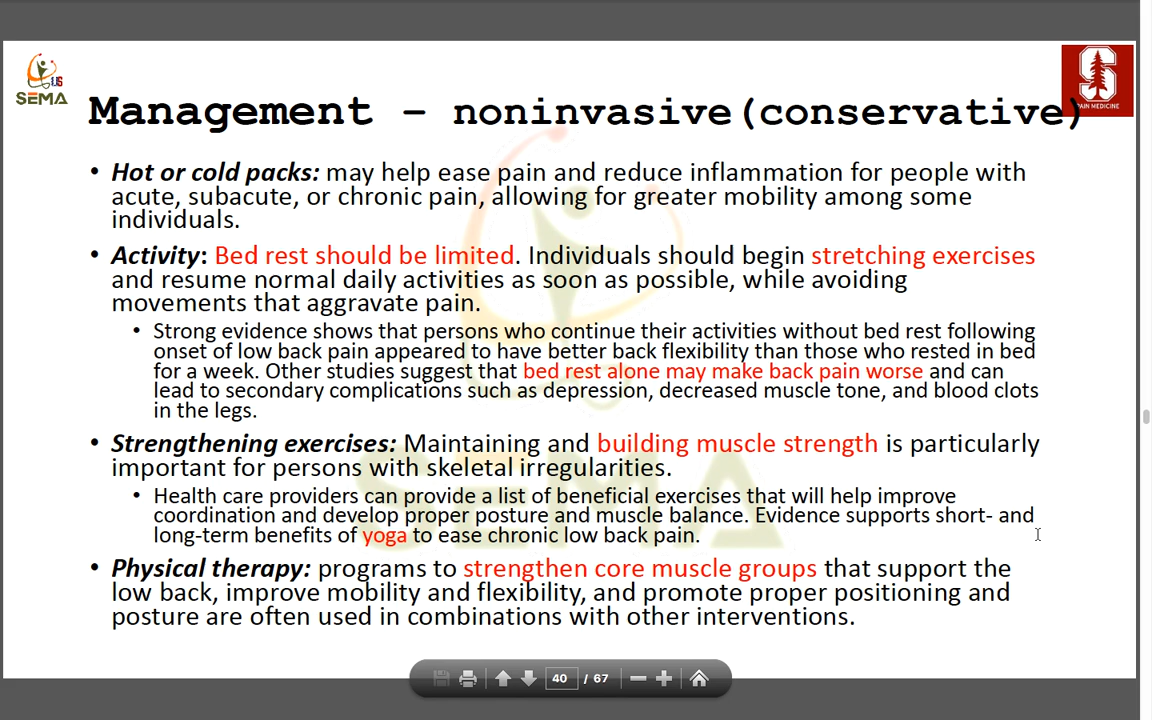 US
SEMA
PAIN MEDICINE
Management – noninvasive(conservative)
• Hot or cold packs: may help ease pain and reduce inflammation for people with
acute, subacute, or chronic pain, allowing for greater mobility among some
individuals.
• Activity: Bed rest should be limited. Individuals should begin stretching exercises
and resume normal daily activities as soon as possible, while avoiding
movements that aggravate pain.
• Strong evidence shows that persons who continue their activities without bed rest following
onset of low back pain appeared to have better back flexibility than those who rested in bed
for a week. Other studies suggest that bed rest alone may make back pain worse and can
lead to secondary complications such as depression, decreased muscle tone, and blood clots
in the legs.
• Strengthening exercises: Maintaining and building muscle strength is particularly
important for persons with skeletal irregularities.
• Health care providers can provide a list of beneficial exercises that will help improve
coordination and develop proper posture and muscle balance. Evidence supports short- and
long-term benefits of yoga to ease chronic low back pain.
• Physical therapy: programs to strengthen core muscle groups that support the
low back, improve mobility and flexibility, and promote proper positioning and
posture are often used in combinations with other interventions.
SEMA
40 / 67